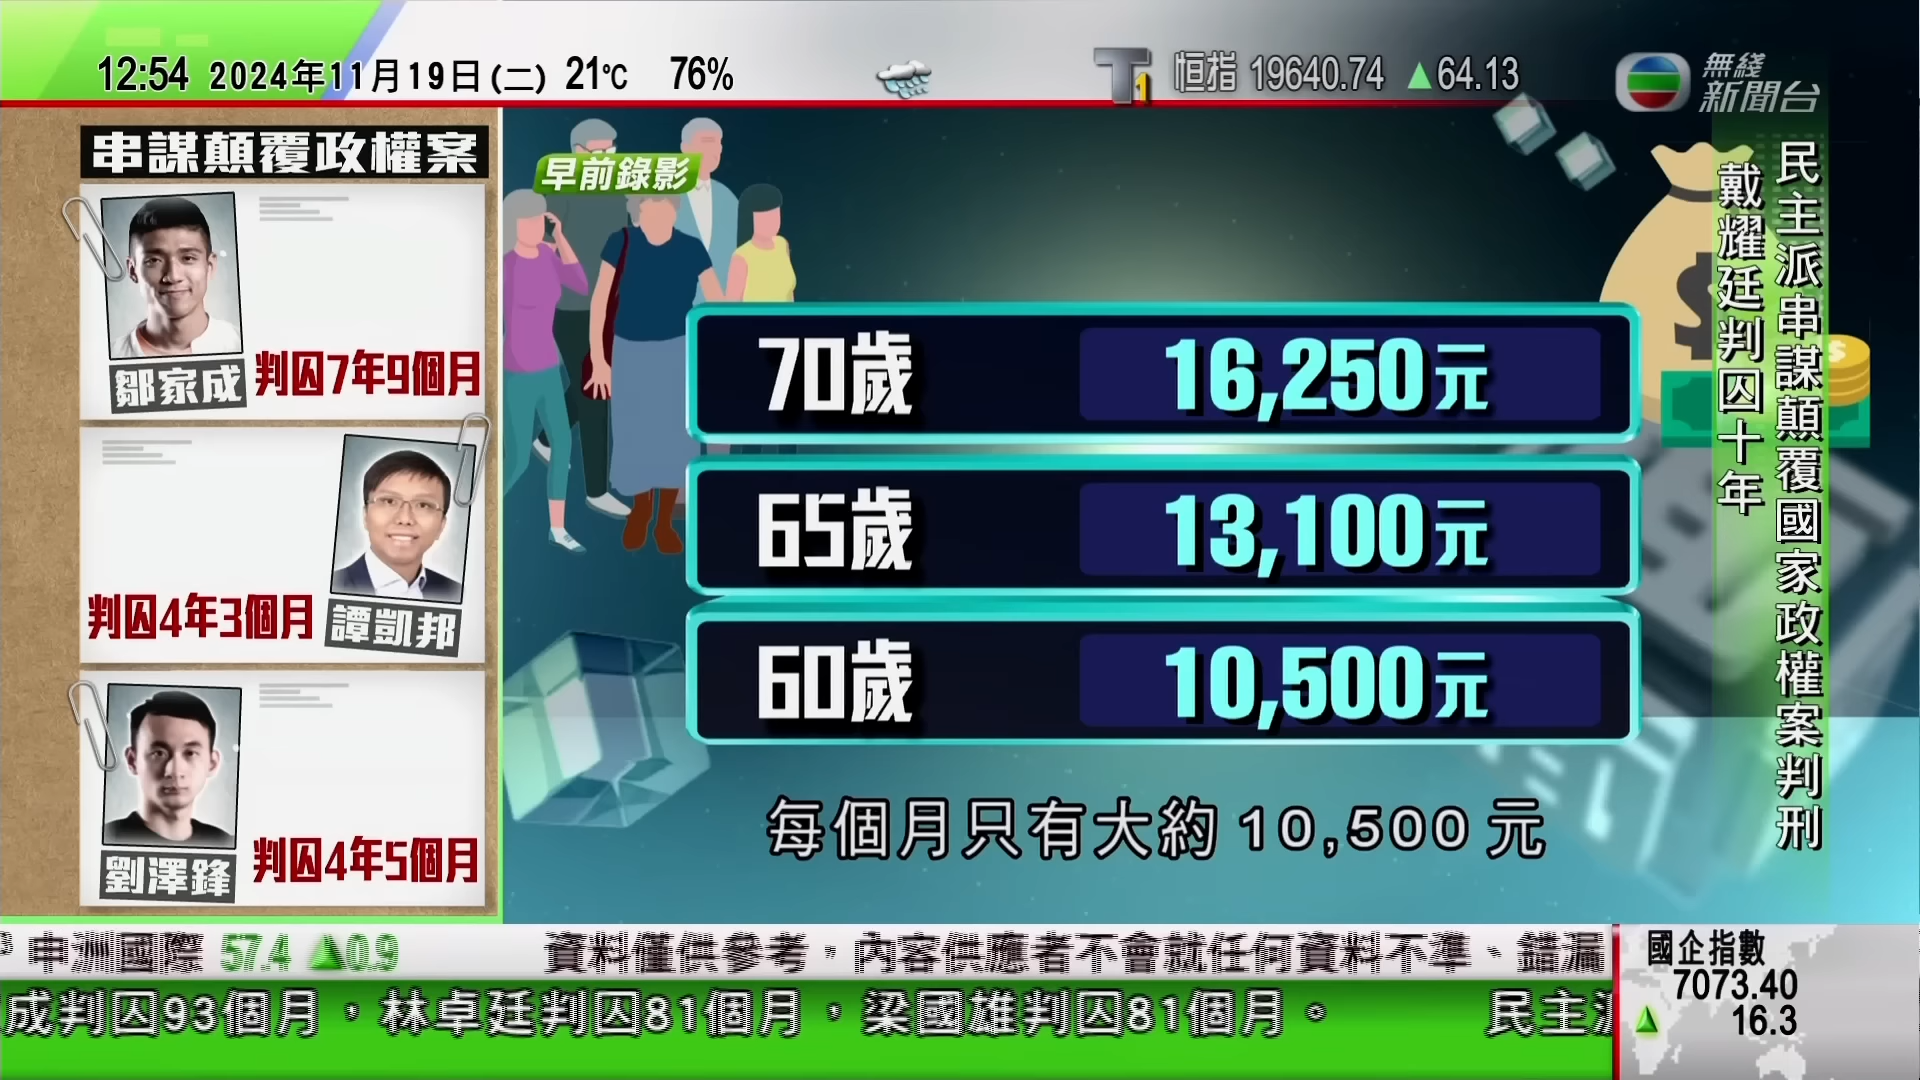 12:54 2024年11月19日(二) 21℃ 76%
T1 恒指 19640.74 ▲64.13
無綫
新聞台
串謀顛覆政權案
鄒家成
判囚7年9個月
判囚4年3個月
譚凱邦
劉澤鋒
判囚4年5個月
早前錄影
70歲 16,250元
65歲 13,100元
60歲 10,500元
每個月只有大約 10,500 元
民主派串謀顛覆國家政權案判刑
戴耀廷判囚十年
申洲國際 57.4 ▲0.9 資料僅供參考，內容供應者不會就任何資料不準、錯漏
成判囚93個月，林卓廷判囚81個月，梁國雄判囚81個月。 民主
國企指數
7073.40
▲ 16.3